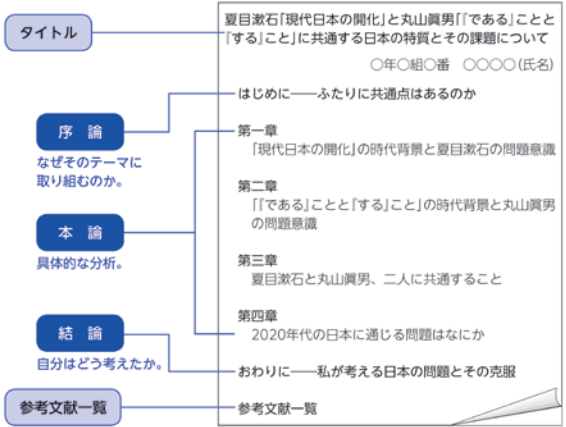 タイトル
夏目漱石「現代日本の開化」と丸山眞男「『である』ことと
『する』こと」に共通する日本の特質とその課題について
○年○組○番　○○○○(氏名)
はじめに――ふたりに共通点はあるのか
序　論
なぜそのテーマに
取り組むのか。
第一章
「現代日本の開化」の時代背景と夏目漱石の問題意識
第二章
「『である』ことと『する』こと」の時代背景と丸山眞男
の問題意識
本　論
具体的な分析。
第三章
夏目漱石と丸山眞男、二人に共通すること
第四章
2020年代の日本に通じる問題はなにか
結　論
自分はどう考えたか。
おわりに――私が考える日本の問題とその克服
参考文献一覧
参考文献一覧